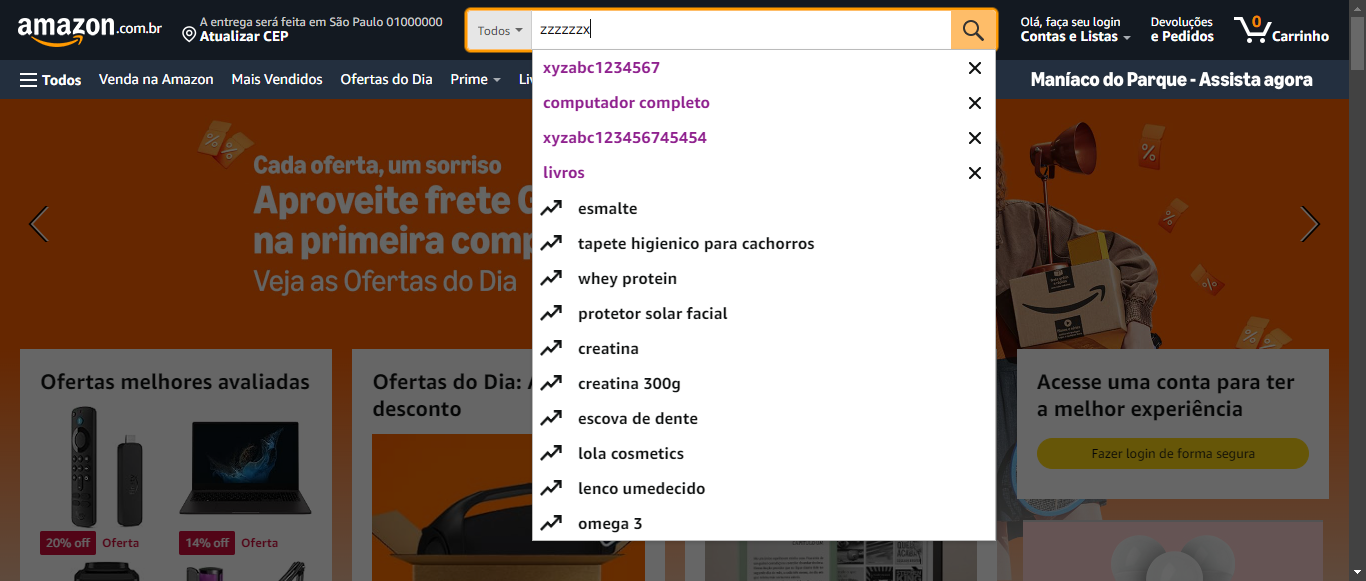 amazon.com.br
A entrega será feita em São Paulo 01000000
Atualizar CEP
Todos
zzzzzzx
Olá, faça seu login
Contas e Listas
Devoluções
e Pedidos
0
Carrinho
Todos
Venda na Amazon
Mais Vendidos
Ofertas do Dia
Prime
Maníaco do Parque - Assista agora
xyzabc1234567
computador completo
xyzabc123456745454
livros
esmalte
tapete higienico para cachorros
whey protein
protetor solar facial
creatina
creatina 300g
escova de dente
lola cosmetics
lenco umedecido
omega 3
Cada oferta, um sorriso
Aproveite frete
na primeira
Veja as Ofertas do Dia
Ofertas melhores avaliadas
20% off Oferta
14% off Oferta
Ofertas do Dia:
desconto
Acesse uma conta para ter
a melhor experiência
Fazer login de forma segura